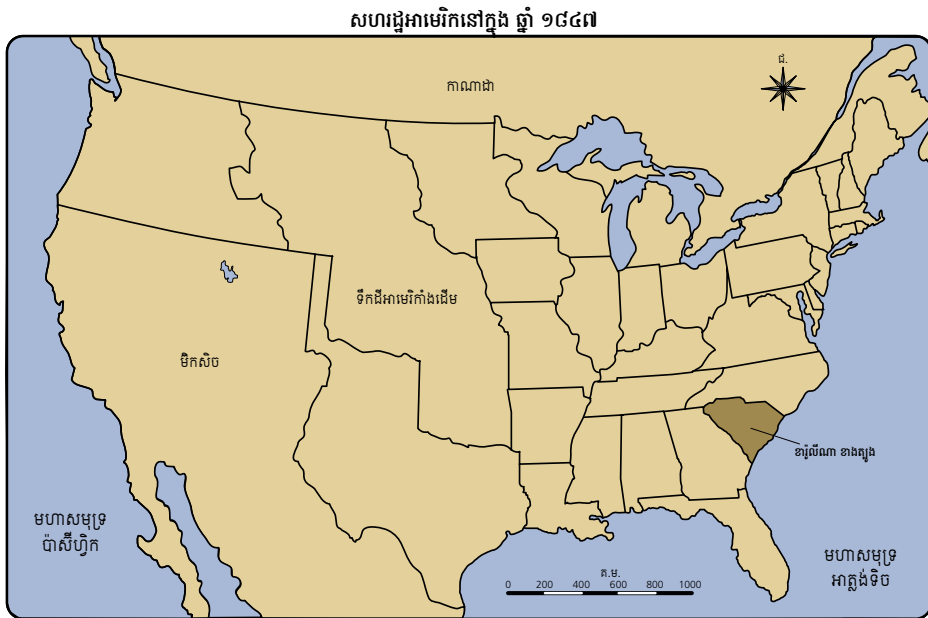 សហរដ្ឋអាមេរិកនៅក្នុង ឆ្នាំ ១៨៤៧
ជ.
កាណាដា
ទឹកដីអាមេរិកាំងដើម
ម៊ិកសិច
ខារ៉ូលីណា ខាងត្បូង
មហាសមុទ្រ
ប៉ាស៊ីហ្វិក
មហាសមុទ្រ
អាត្លង់ទិច
គ.ម.
0 200 400 600 800 1000